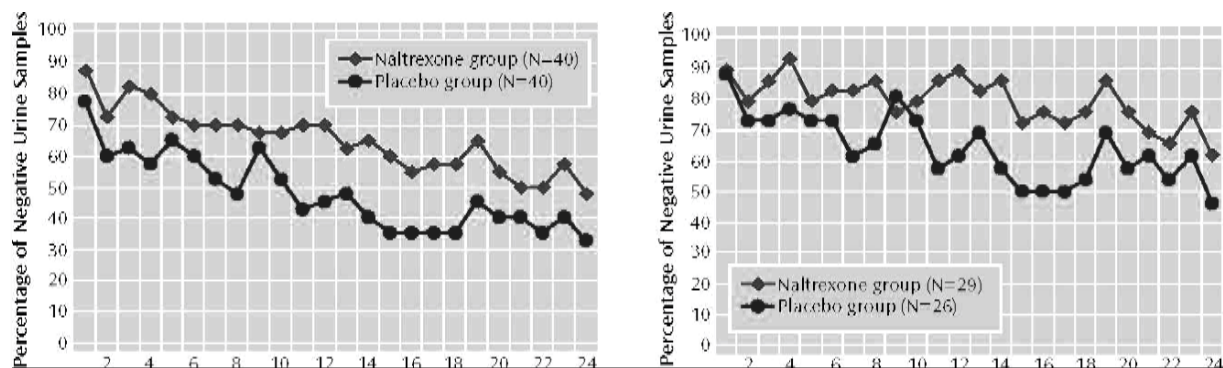 Percentage of Negative Urine Samples
100
90
80
70
60
50
40
30
20
10
0
Naltrexone group (N=40)
Placebo group (N=40)
2 4 6 8 10 12 14 16 18 20 22 24
Percentage of Negative Urine Samples
100
90
80
70
60
50
40
30
20
10
0
Naltrexone group (N=29)
Placebo group (N=26)
2 4 6 8 10 12 14 16 18 20 22 24